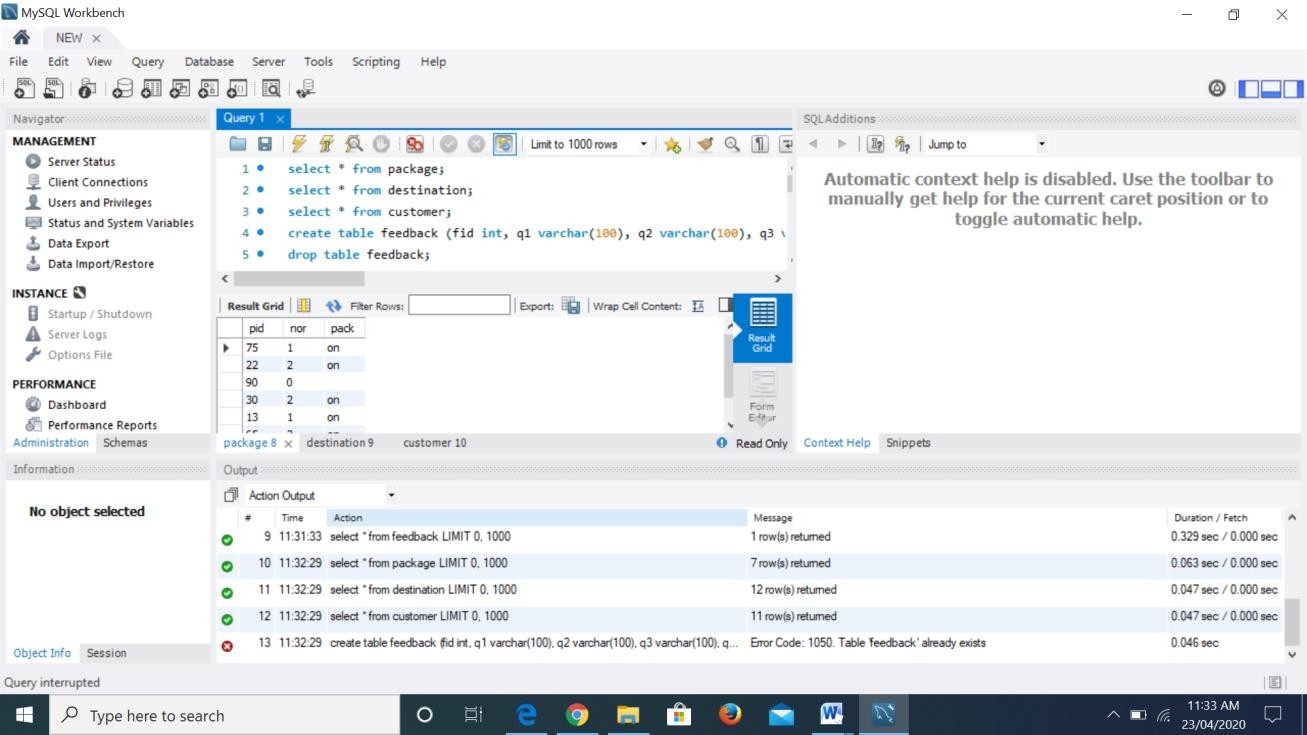 MySQL Workbench
NEW
File Edit View Query Database Server Tools Scripting Help
Navigator
MANAGEMENT
Server Status
Client Connections
Users and Privileges
Status and System Variables
Data Export
Data Import/Restore
INSTANCE
Startup / Shutdown
Server Logs
Options File
PERFORMANCE
Dashboard
Performance Reports
Administration Schemas
Information
No object selected
Object Info Session
Query 1
Limit to 1000 rows
1 select * from package;
2 select * from destination;
3 select * from customer;
4 create table feedback (fid int, q1 varchar(100), q2 varchar(100), q3
5 drop table feedback;
Result Grid Filter Rows: Export: Wrap Cell Content:
pid nor pack
75 1 on
22 2 on
90 0
30 2 on
13 1 on
Result
Grid
Form
Editor
package 8 destination 9 customer 10 Read Only
SQLAdditions
Jump to
Automatic context help is disabled. Use the toolbar to
manually get help for the current caret position or to
toggle automatic help.
Context Help Snippets
Output
Action Output
# Time Action Message Duration / Fetch
9 11:31:33 select * from feedback LIMIT 0, 1000 1 row(s) returned 0.329 sec / 0.000 sec
10 11:32:29 select * from package LIMIT 0, 1000 7 row(s) returned 0.063 sec / 0.000 sec
11 11:32:29 select * from destination LIMIT 0, 1000 12 row(s) returned 0.047 sec / 0.000 sec
12 11:32:29 select * from customer LIMIT 0, 1000 11 row(s) returned 0.047 sec / 0.000 sec
13 11:32:29 create table feedback (fid int, q1 varchar(100), q2 varchar(100), q3 varchar(100), q... Error Code: 1050. Table 'feedback' already exists 0.046 sec
Query interrupted
Type here to search
11:33 AM
23/04/2020